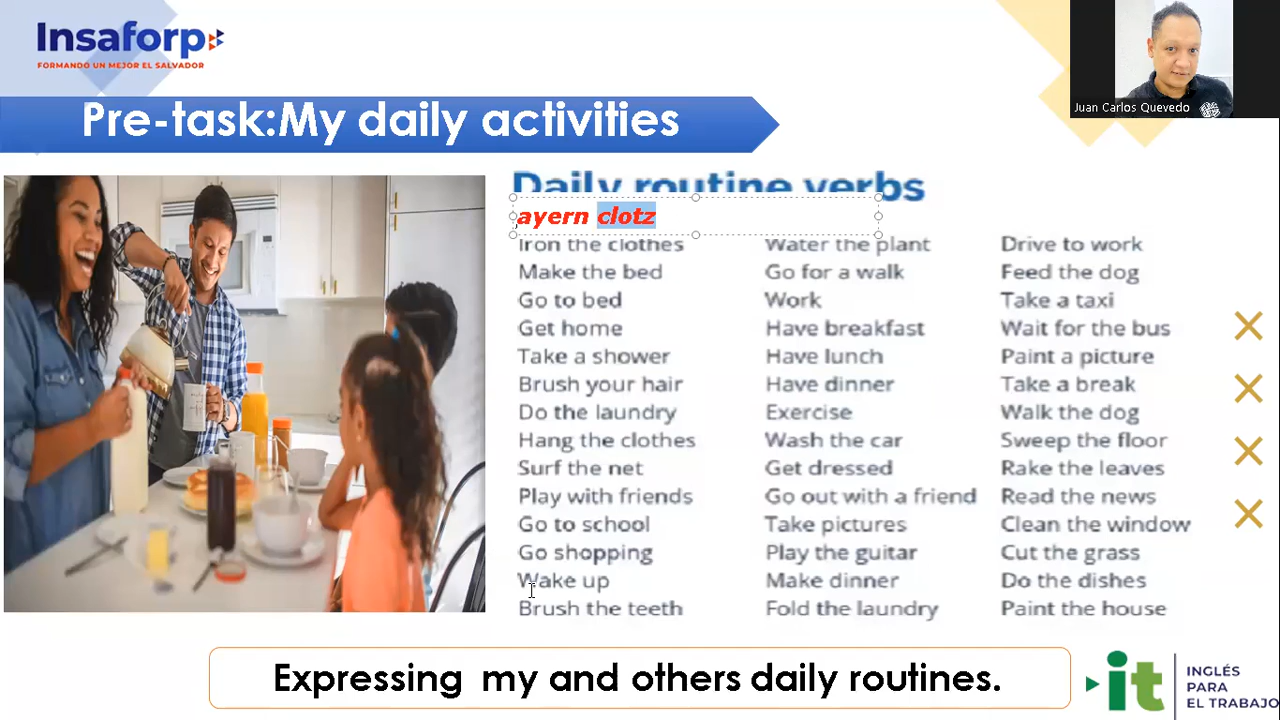 Insaforp
FORMANDO UN MEJOR EL SALVADOR
Juan Carlos Quevedo
Pre-task:My daily activities
Daily routine verbs
ayern clotz
Iron the clothes
Make the bed
Go to bed
Get home
Take a shower
Brush your hair
Do the laundry
Hang the clothes
Surf the net
Play with friends
Go to school
Go shopping
Wake up
Brush the teeth
Water the plant
Go for a walk
Work
Have breakfast
Have lunch
Have dinner
Exercise
Wash the car
Get dressed
Go out with a friend
Take pictures
Play the guitar
Make dinner
Fold the laundry
Drive to work
Feed the dog
Take a taxi
Wait for the bus
Paint a picture
Take a break
Walk the dog
Sweep the floor
Rake the leaves
Read the news
Clean the window
Cut the grass
Do the dishes
Paint the house
Expressing my and others daily routines.
it
INGLÉS
PARA
EL TRABAJO